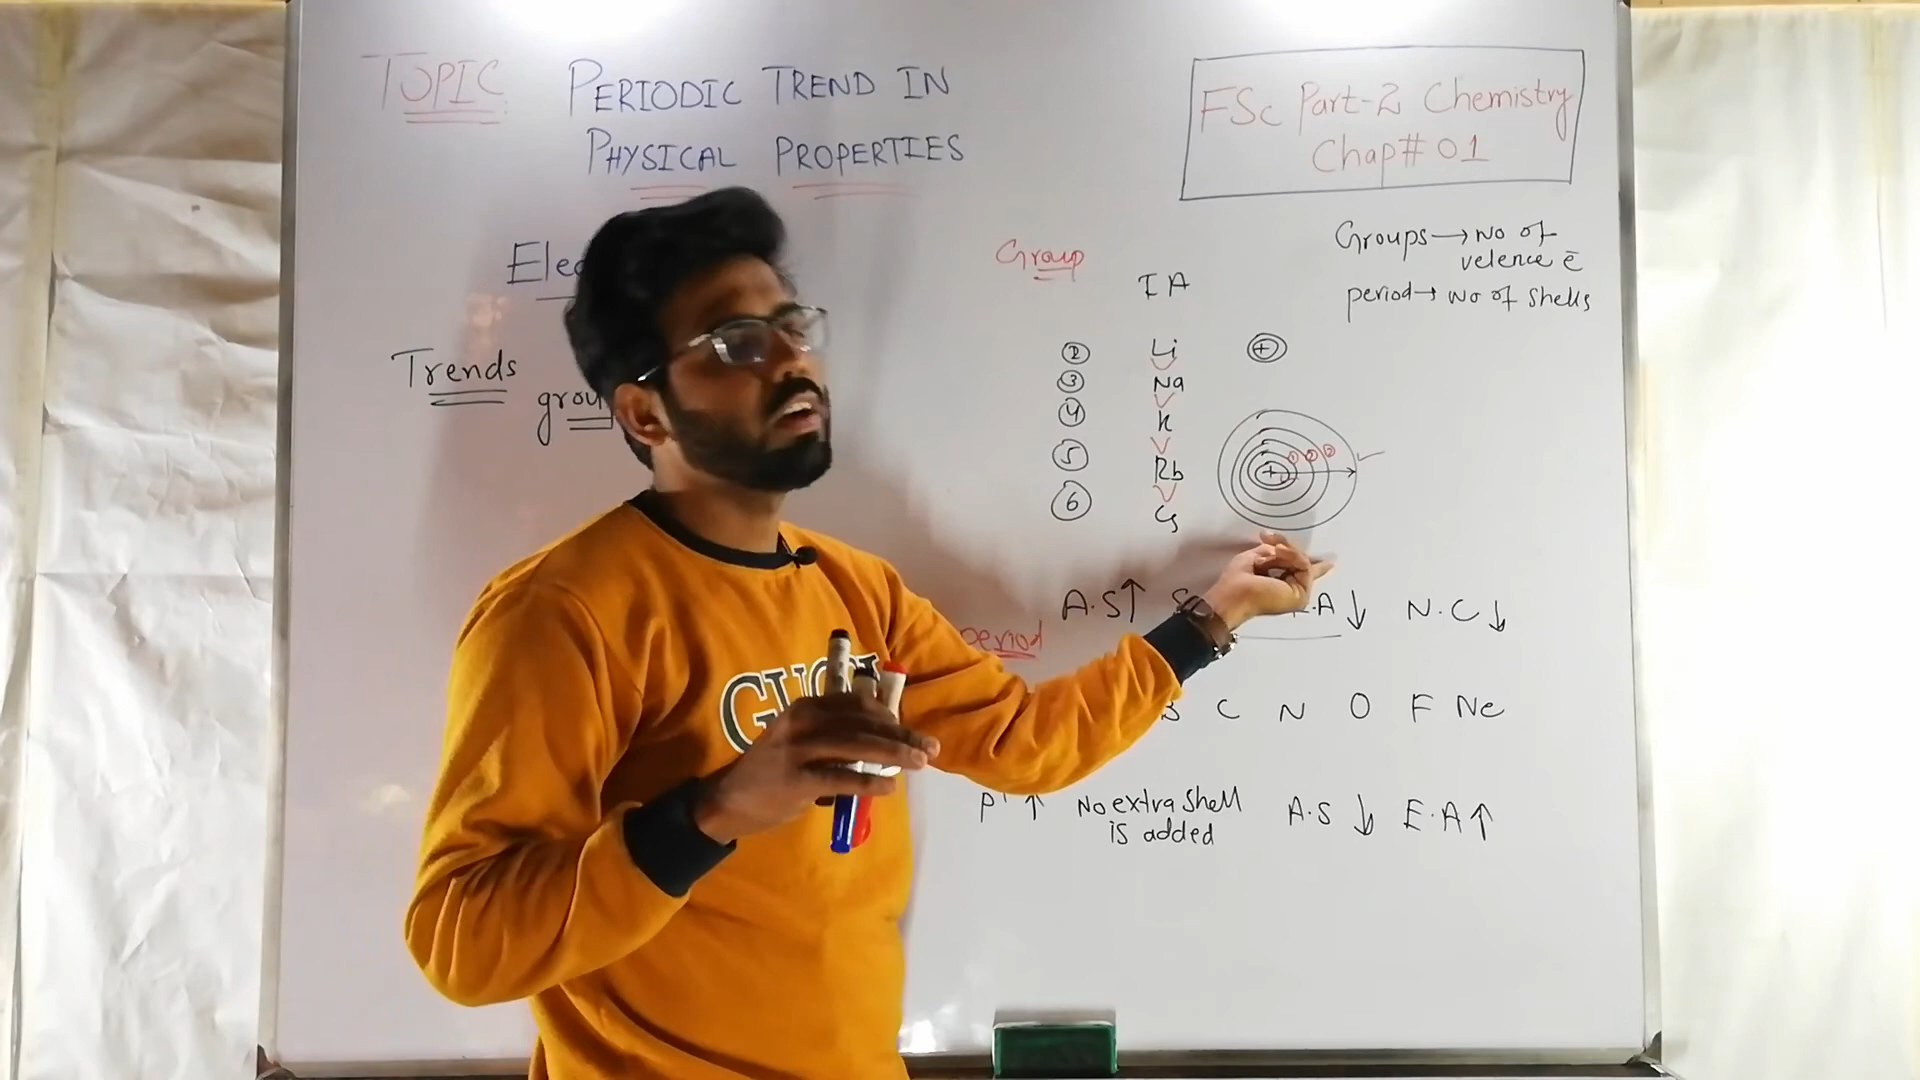 TOPIC PERIODIC TREND IN
PHYSICAL PROPERTIES
FSc Part-2 Chemistry
Chap# 01
Groups → No of
velence ē
period → No of shells
Group
I A
② Li +
③ Na
④ K
⑤ Rb +
⑥ Cs
Trends
A.S↑ .A↓ N.C↓
period
C N O F Ne
No extra shell
is added
A.S ↓ E.A↑